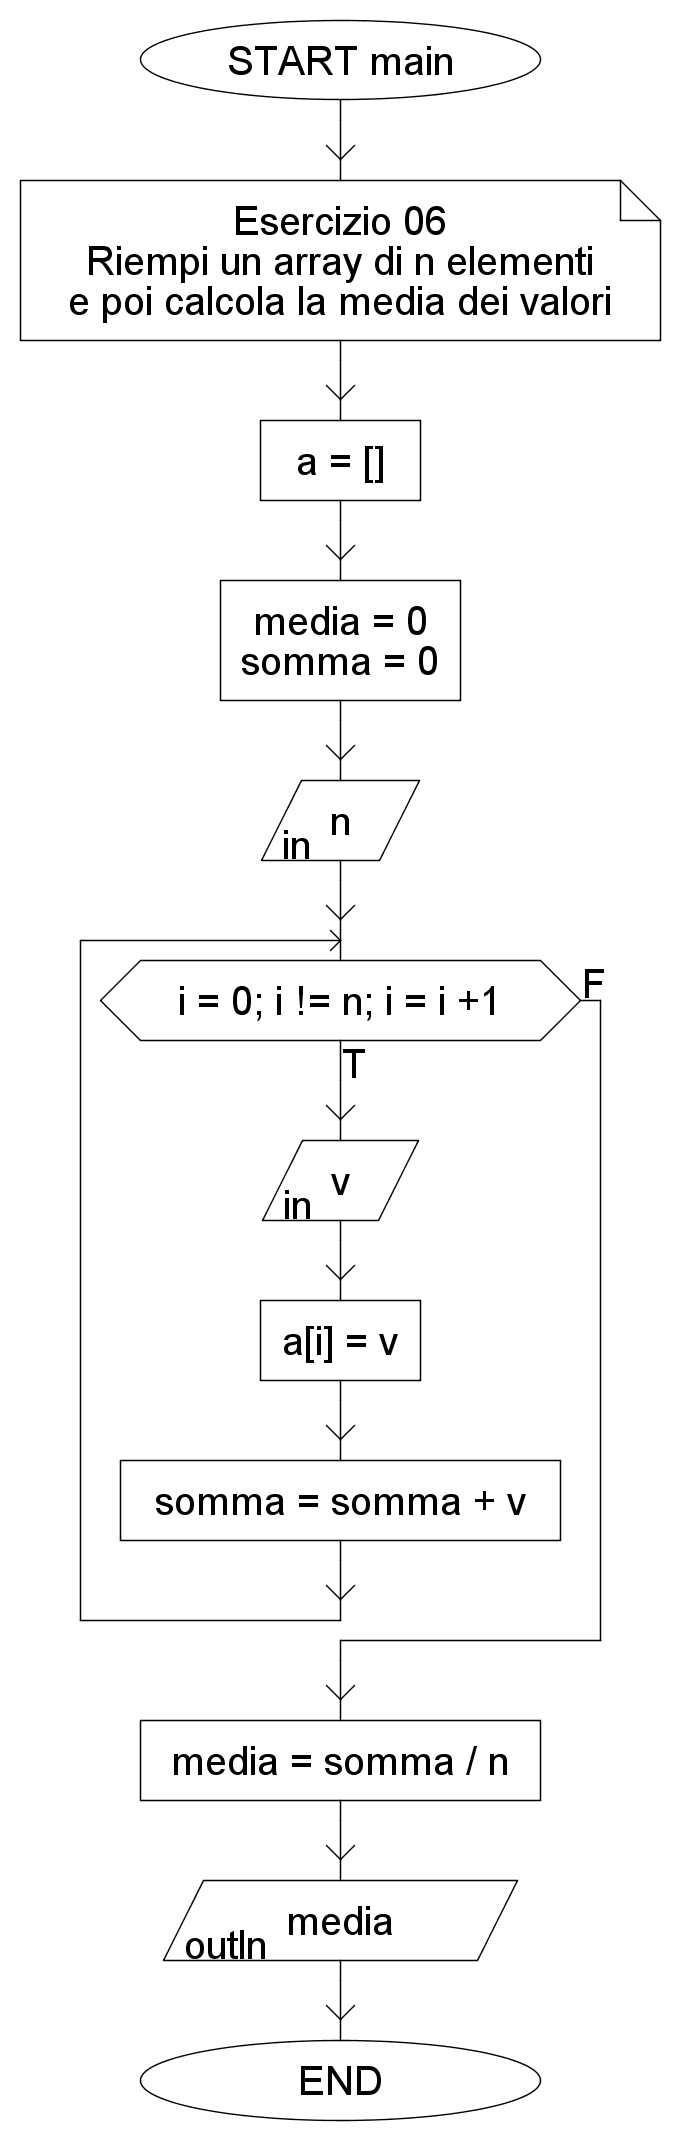 START main
Esercizio 06
Riempi un array di n elementi
e poi calcola la media dei valori
a = []
media = 0
somma = 0
n
in
i = 0; i != n; i = i +1
F
T
v
in
a[i] = v
somma = somma + v
media = somma / n
media
outln
END